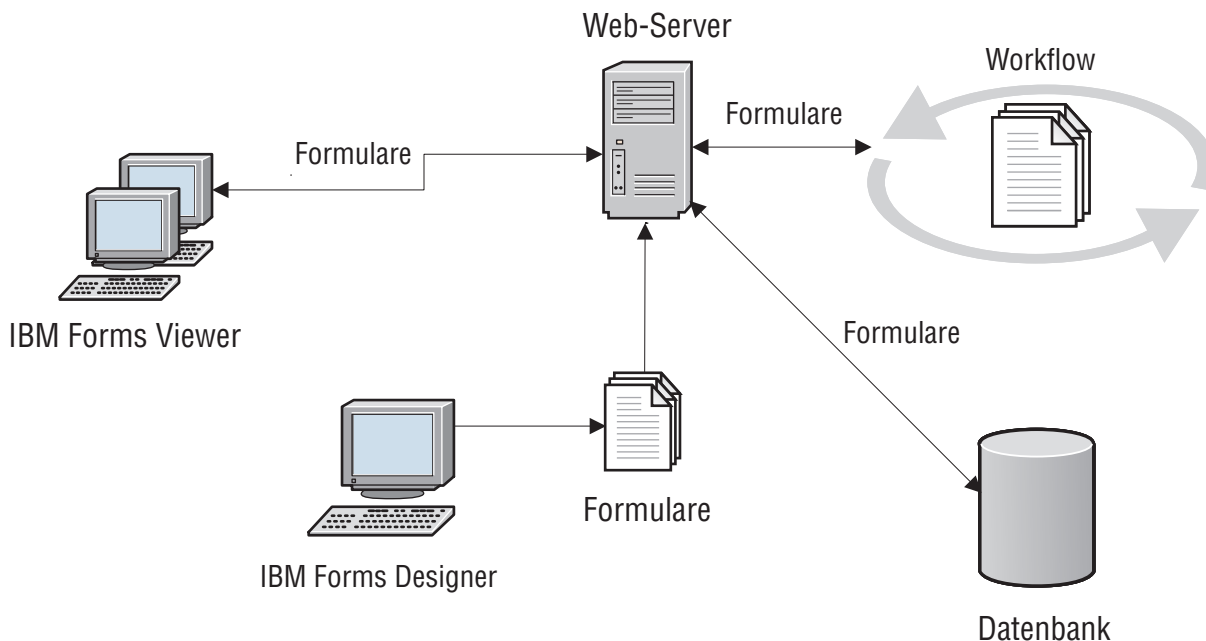 Web-Server
Workflow
Formulare
Formulare
IBM Forms Viewer
Formulare
Formulare
IBM Forms Designer
Datenbank